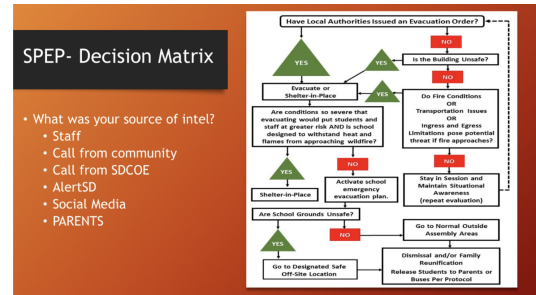 SPEP- Decision Matrix
• What was your source of intel?
• Staff
• Call from community
• Call from SDCOE
• AlertSD
• Social Media
• PARENTS
Have Local Authorities Issued an Evacuation Order?
YES
NO
Is the Building Unsafe?
YES
NO
Evacuate or
Shelter-in-Place
YES
Do Fire Conditions
OR
Transportation Issues
OR
Ingress and Egress
Limitations pose potential
threat if fire approaches?
Are conditions so severe that
evacuating would put students and
staff at greater risk AND is school
designed to withstand heat and
flames from approaching wildfire?
YES
NO
NO
Shelter-in-Place
Activate school
emergency
evacuation plan.
Stay in Session and
Maintain Situational
Awareness
(repeat evaluation)
Are School Grounds Unsafe?
YES
NO
Go to Normal Outside
Assembly Areas
Go to Designated Safe
Off-Site Location
Dismissal and/or Family
Reunification
Release Students to Parents or
Buses Per Protocol